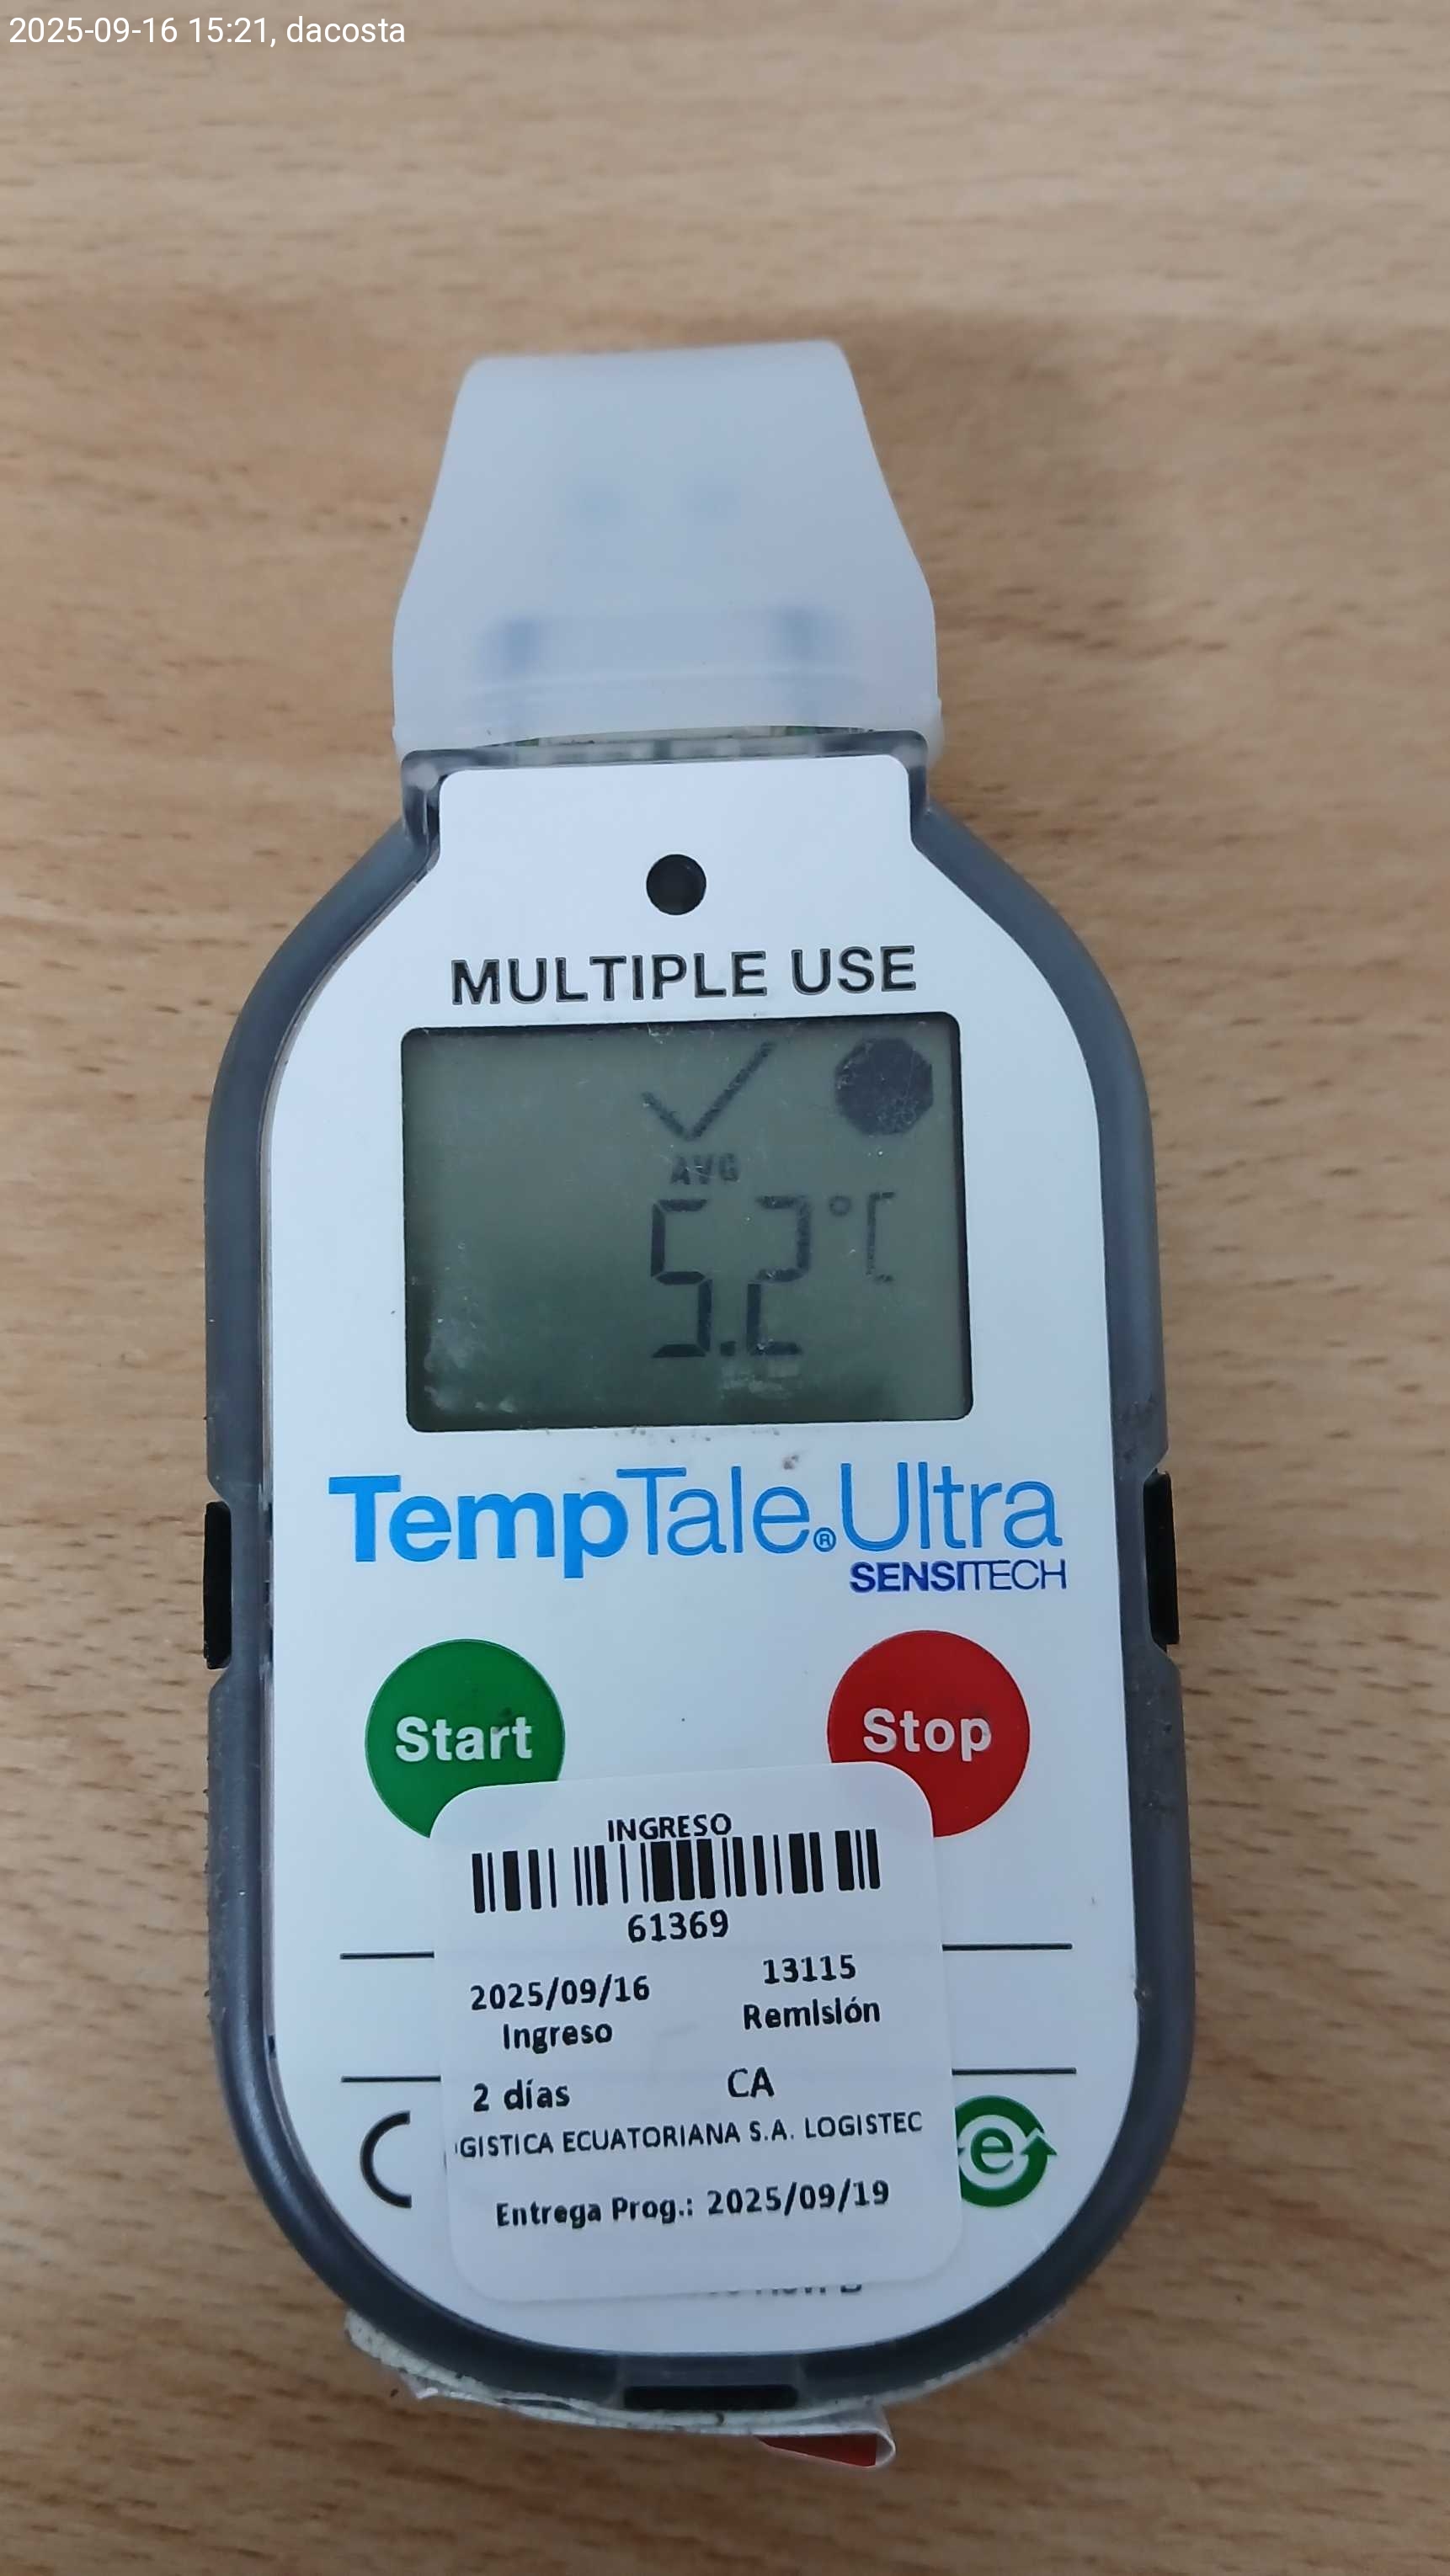 2025-09-16 15:21, dacosta
MULTIPLE USE
AVG
5.2°C
TempTale®Ultra
SENSITECH
Start
Stop
INGRESO
61369
2025/09/16
Ingreso
13115
Remisión
2 días
CA
GISTICA ECUATORIANA S.A. LOGISTEC
Entrega Prog.: 2025/09/19
e